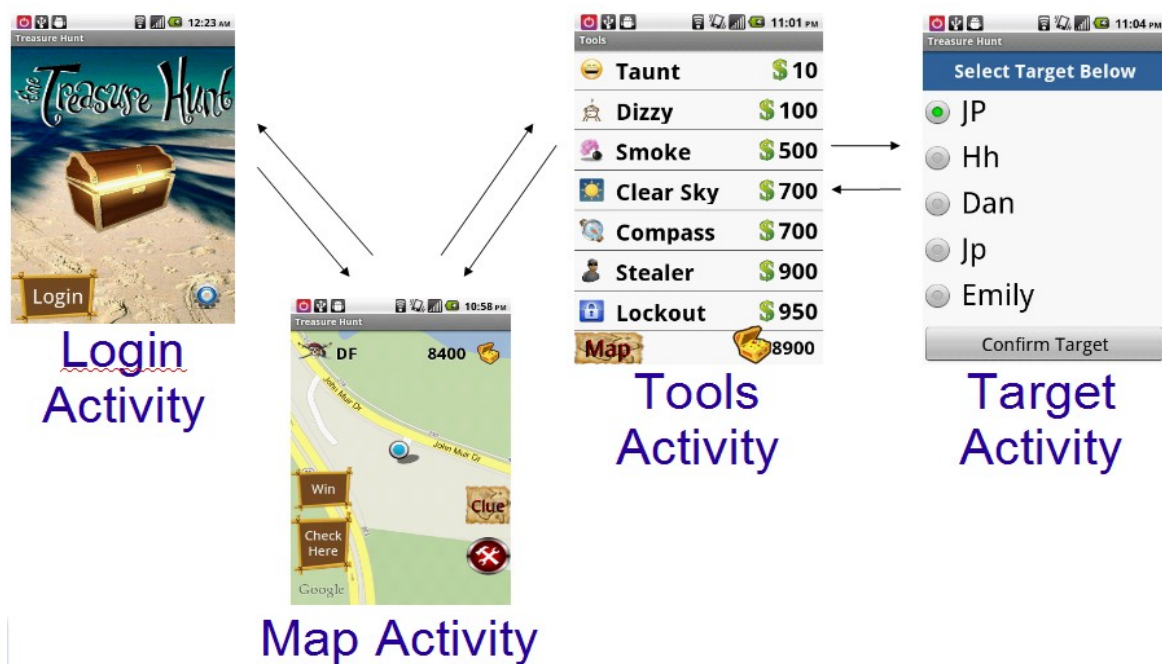 12:23 AM
Treasure Hunt
the Treasure Hunt
Login
Login
Activity
10:58 PM
Treasure Hunt
DF 8400
John Muir Dr
John Muir Dr
Win
Clue
Check
Here
Google
Map Activity
11:01 PM
Tools
Taunt $10
Dizzy $100
Smoke $500
Clear Sky $700
Compass $700
Stealer $900
Lockout $950
Map 8900
Tools
Activity
11:04 PM
Treasure Hunt
Select Target Below
JP
Hh
Dan
Jp
Emily
Confirm Target
Target
Activity